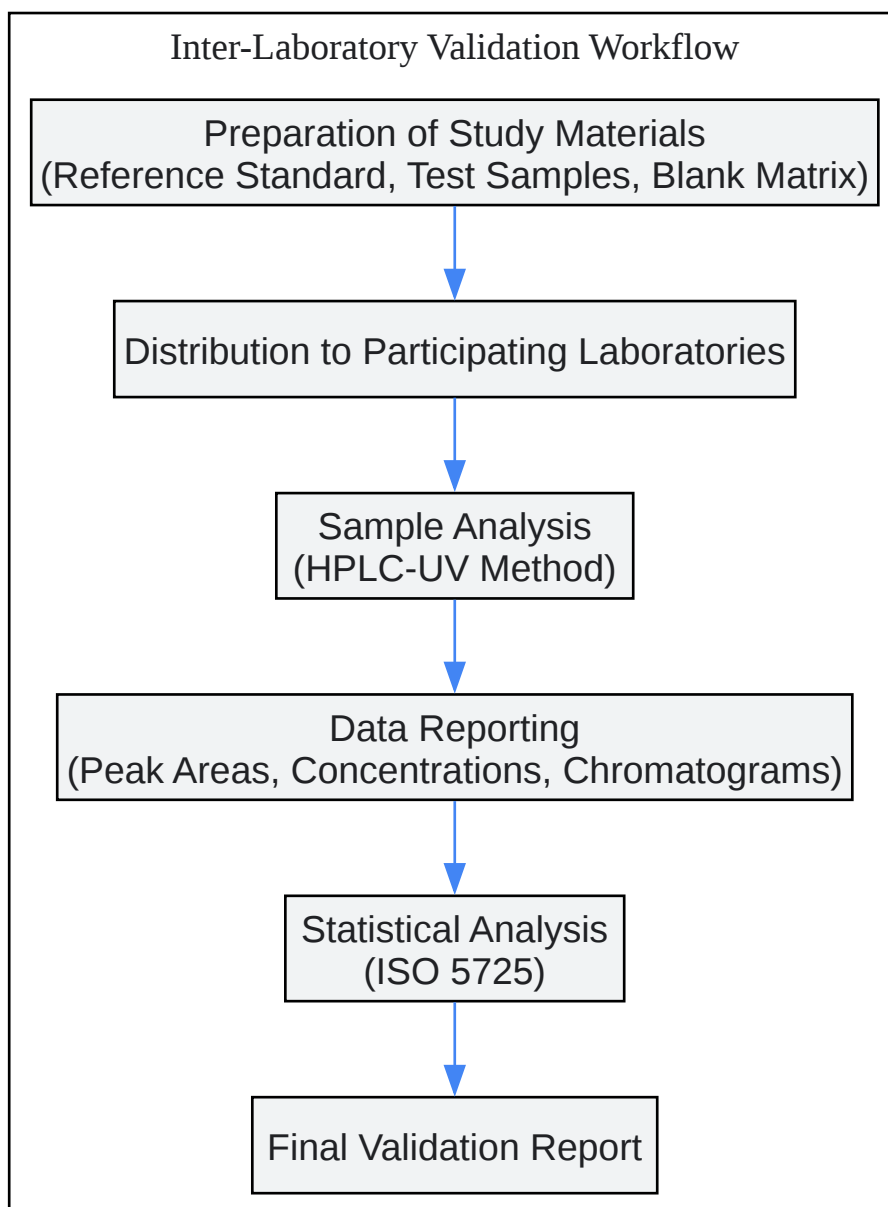 Inter-Laboratory Validation Workflow
Preparation of Study Materials
(Reference Standard, Test Samples, Blank Matrix)
Distribution to Participating Laboratories
Sample Analysis
(HPLC-UV Method)
Data Reporting
(Peak Areas, Concentrations, Chromatograms)
Statistical Analysis
(ISO 5725)
Final Validation Report